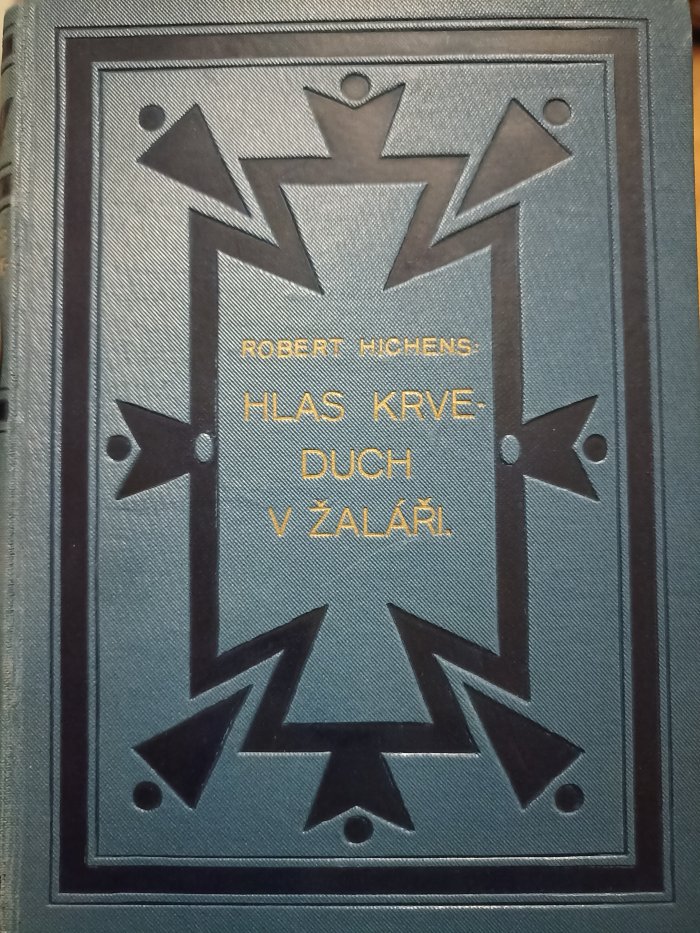 ROBERT HICHENS·
HLAS KRVE·
DUCH
V ŽALÁŘI.